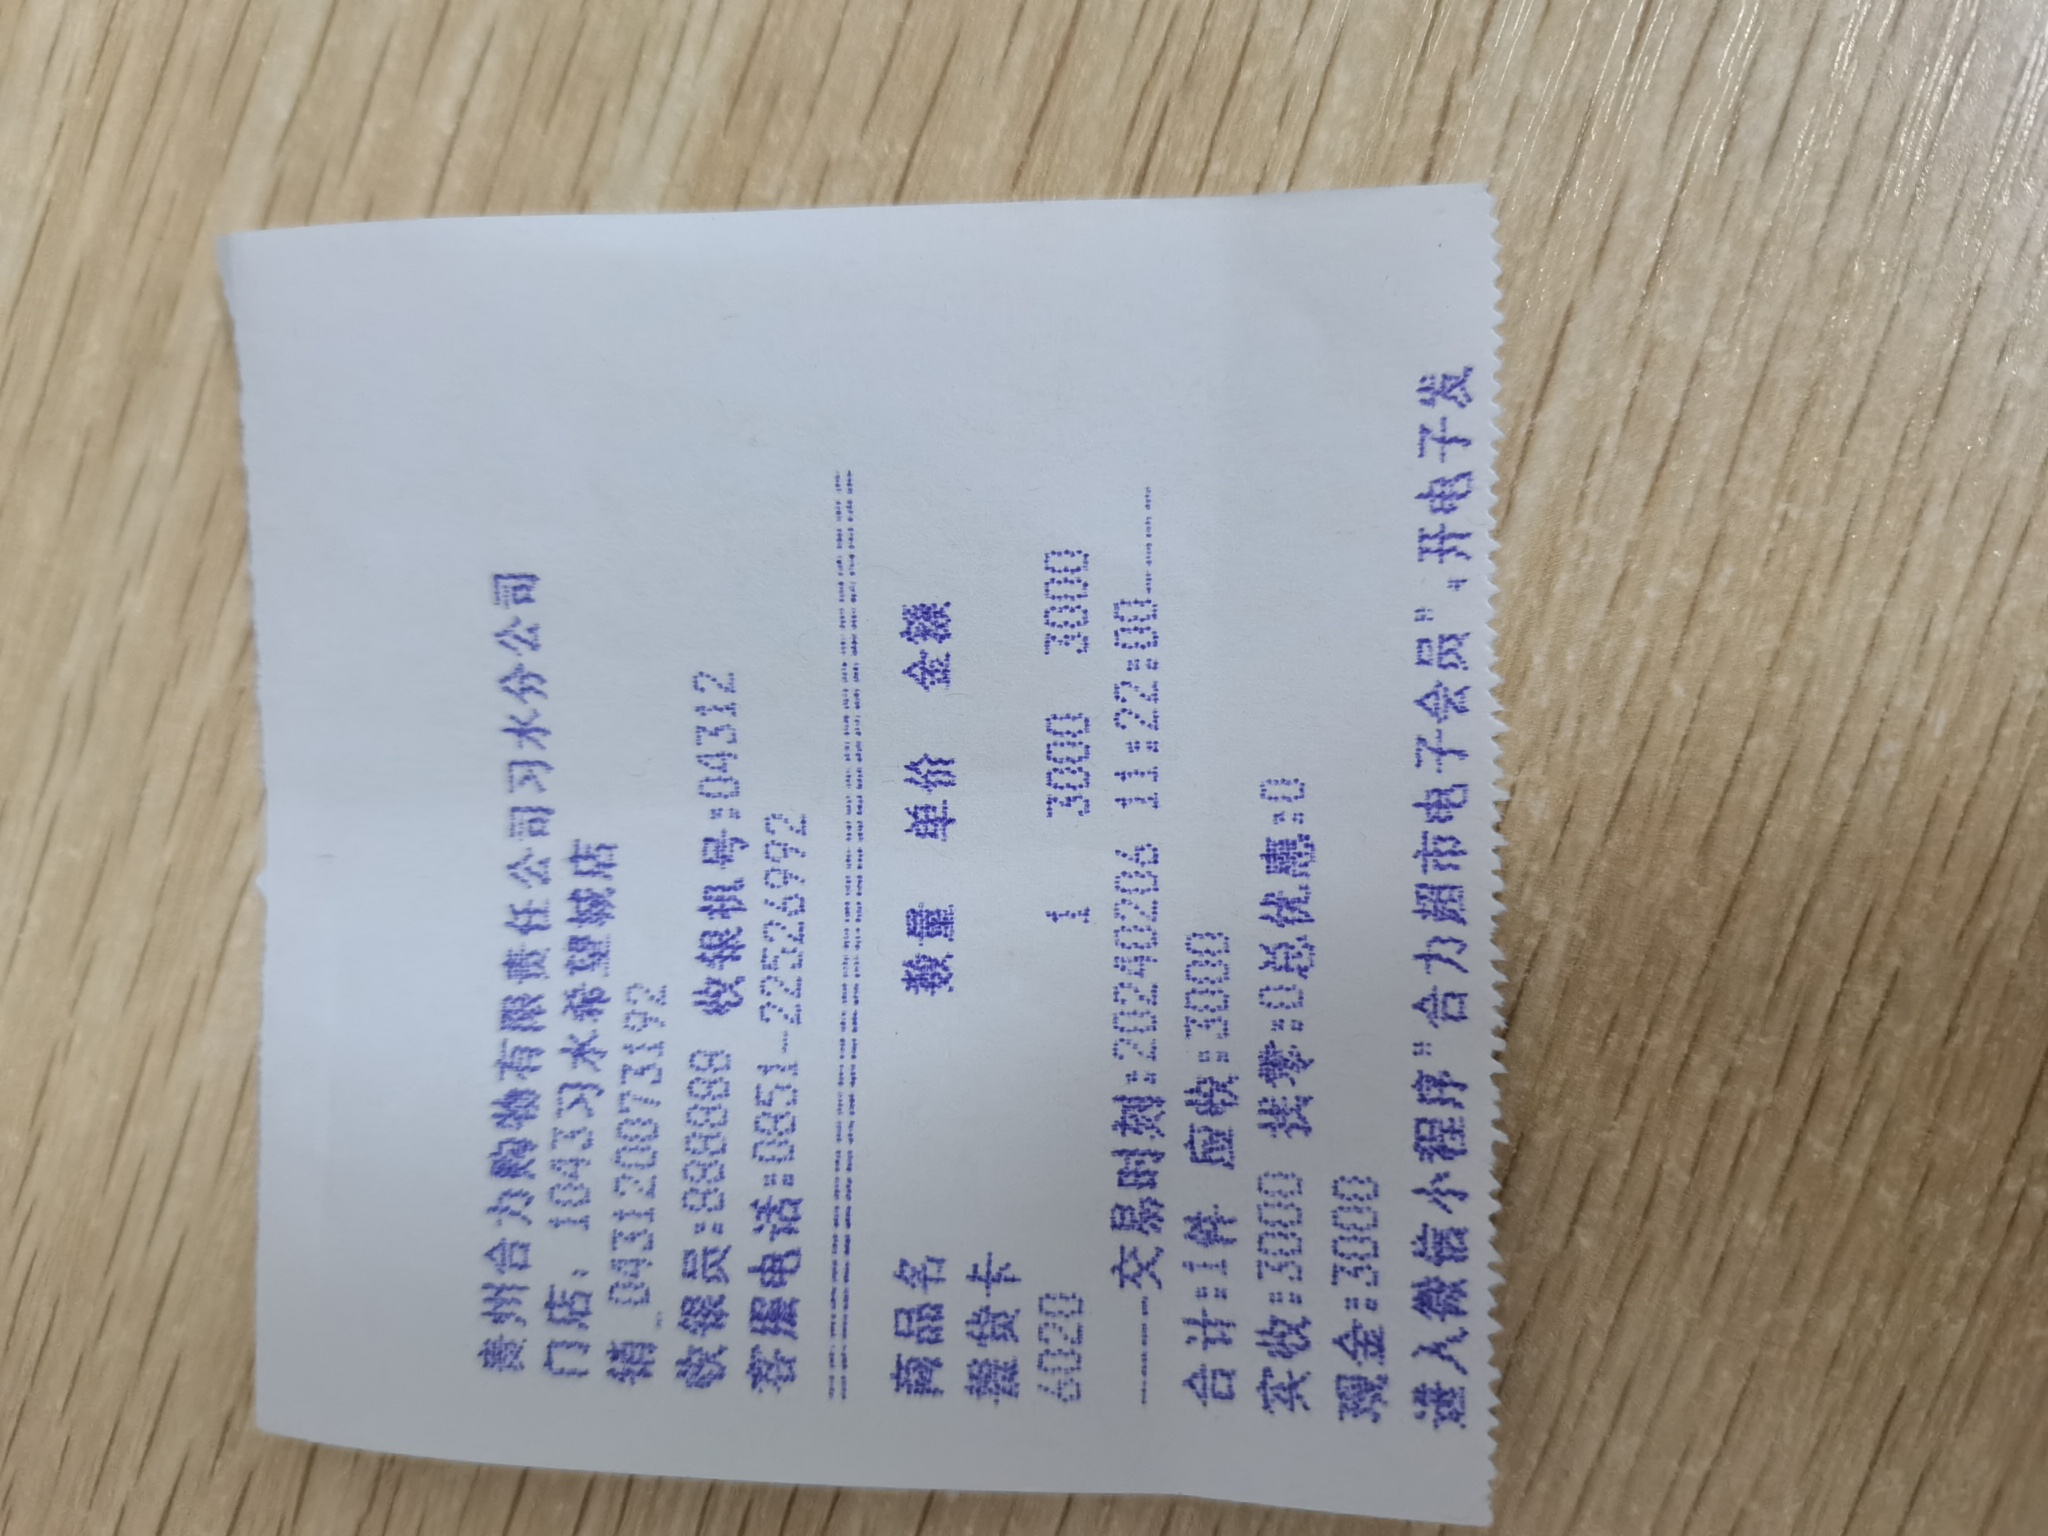 贵州合力购物有限责任公司习水分公司
门店: 1043习水希望城店
销_043120073192
收银员:888888 收银机号:04312
客服电话:0851-22526992
================================
商品名 数量 单价 金额
提货卡
6020 1 3000 3000
-----交易时刻:20240206 11:22:00-----
合计:1件 应收:3000
实收:3000 找零:0总优惠:0
现金:3000
进入微信小程序"合力超市电子会员",开电子发